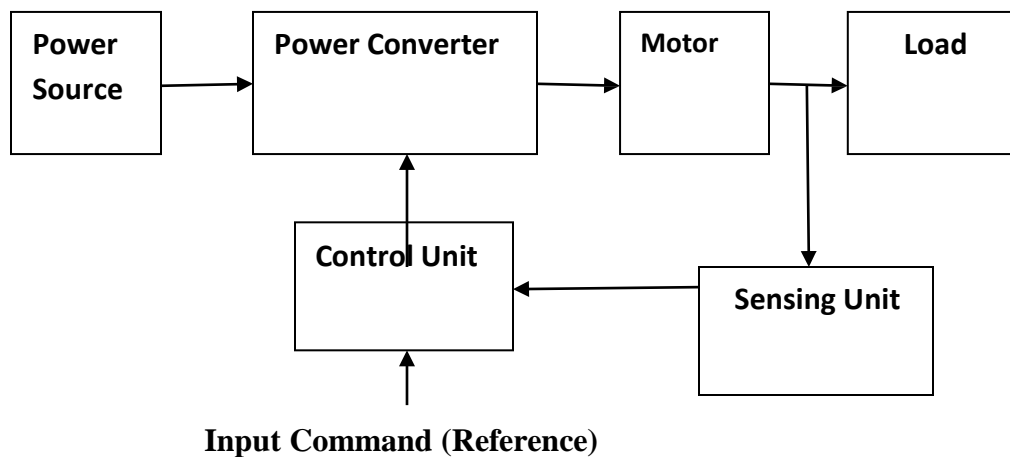 Power
Source
Power Converter
Motor
Load
Control Unit
Sensing Unit
Input Command (Reference)